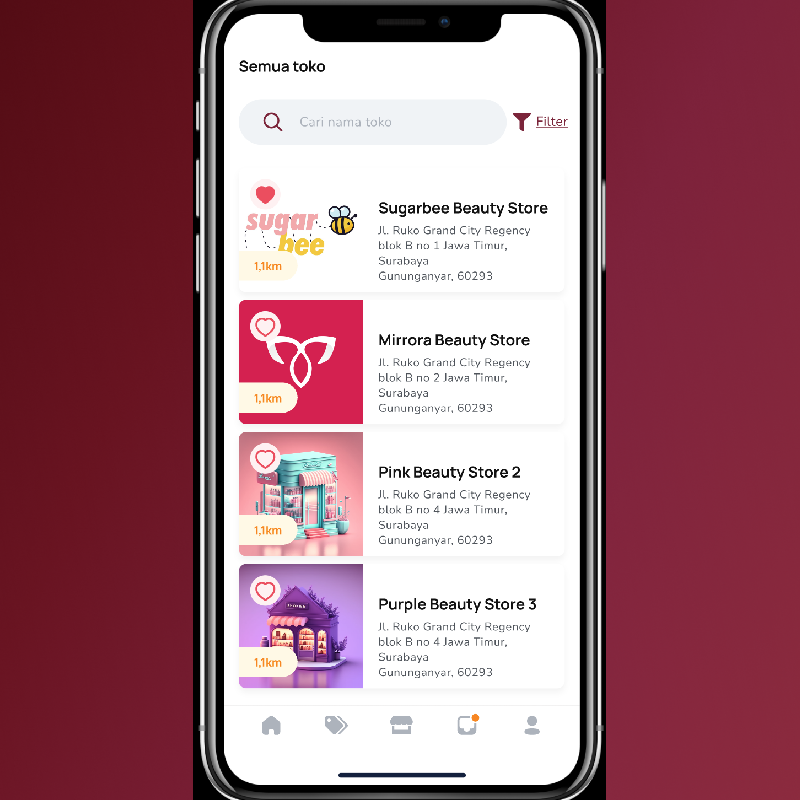 Semua toko
Cari nama toko
Filter
sugar
bee
1,1km
Sugarbee Beauty Store
Jl. Ruko Grand City Regency
blok B no 1 Jawa Timur,
Surabaya
Gununganyar, 60293
1,1km
Mirrora Beauty Store
Jl. Ruko Grand City Regency
blok B no 2 Jawa Timur,
Surabaya
Gununganyar, 60293
1,1km
Pink Beauty Store 2
Jl. Ruko Grand City Regency
blok B no 4 Jawa Timur,
Surabaya
Gununganyar, 60293
1,1km
Purple Beauty Store 3
Jl. Ruko Grand City Regency
blok B no 4 Jawa Timur,
Surabaya
Gununganyar, 60293